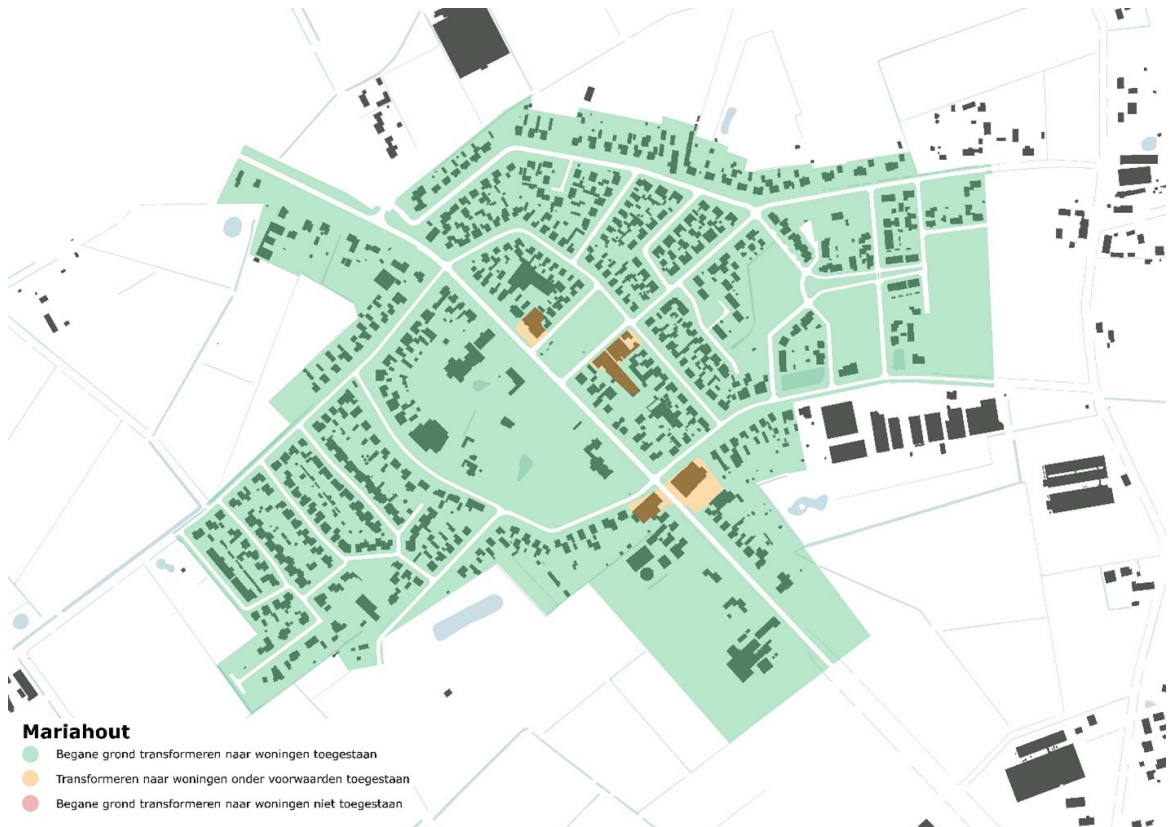 Mariahout
Begane grond transformeren naar woningen toegestaan
Transformeren naar woningen onder voorwaarden toegestaan
Begane grond transformeren naar woningen niet toegestaan